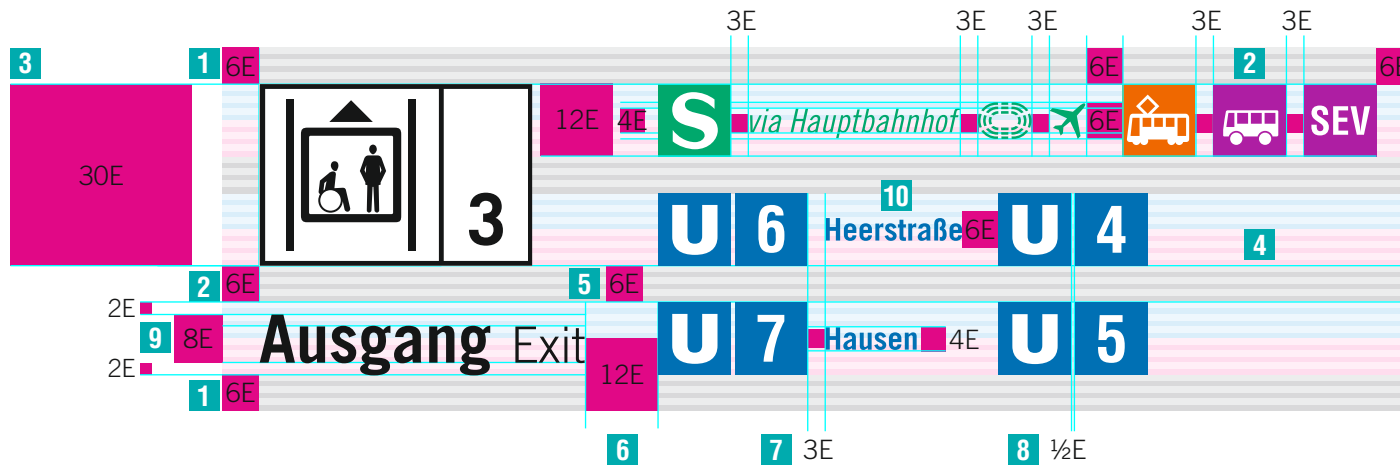 3E 3E 3E 3E 3E
3 1 6E 6E 2 6E
30E 3 12E 4E S via Hauptbahnhof 6E SEV
10
U 6 Heerstraße 6E U 4 4
2 6E 5 6E
2E
9 8E Ausgang Exit U 7 Hausen 4E U 5
2E 12E
1 6E
6 7 3E 8 ½E